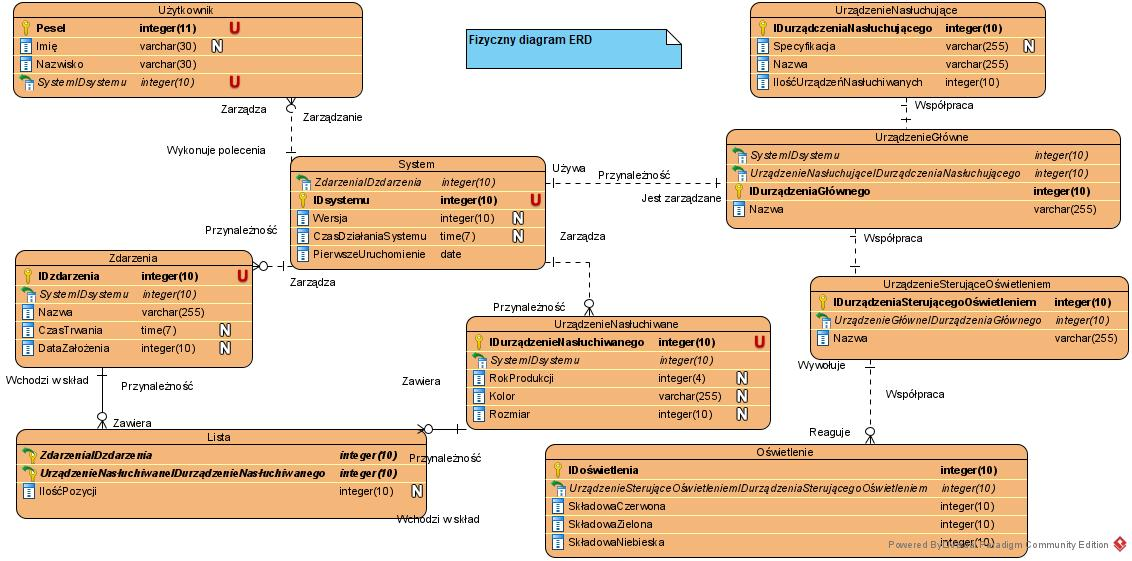 Użytkownik
Pesel integer(11) U
Imię varchar(30) N
Nazwisko varchar(30)
SystemIDsystemu integer(10) U
Fizyczny diagram ERD
UrządzenieNasłuchujące
IDurządczeniaNasłuchującego integer(10)
Specyfikacja varchar(255) N
Nazwa varchar(255)
IlośćUrządzeńNasłuchiwanych integer(10)
Zarządza
Zarządzanie
Wykonuje polecenia
Współpraca
System
ZdarzeniaIDzdarzenia integer(10)
IDsystemu integer(10) U
Wersja integer(10) N
CzasDziałaniaSystemu time(7) N
PierwszeUruchomienie date
Używa
Przynależność
Jest zarządzane
UrządzenieGłówne
SystemIDsystemu integer(10)
UrządzenieNasłuchująceIDurządczeniaNasłuchującego integer(10)
IDurządzeniaGłównego integer(10)
Nazwa varchar(255)
Przynależność
Zarządza
Zarządza
Współpraca
Zdarzenia
IDzdarzenia integer(10) U
SystemIDsystemu integer(10)
Nazwa varchar(255)
CzasTrwania time(7) N
DataZałożenia integer(10) N
Przynależność
UrządzenieSterująceOświetleniem
IDurządzeniaSterującegoOświetleniem integer(10)
UrządzenieGłówneIDurządzeniaGłównego integer(10)
Nazwa varchar(255)
UrządzenieNasłuchiwane
IDurządzenieNasłuchiwanego integer(10) U
SystemIDsystemu integer(10)
RokProdukcji integer(4) N
Kolor varchar(255) N
Rozmiar integer(10) N
Wchodzi w skład
Przynależność
Zawiera
Zawiera
Przynależność
Wchodzi w skład
Wywołuje
Współpraca
Reaguje
Lista
ZdarzeniaIDzdarzenia integer(10)
UrządzenieNasłuchiwaneIDurządzenieNasłuchiwanego integer(10)
IlośćPozycji integer(10) N
Oświetlenie
IDoświetlenia integer(10)
UrządzenieSterująceOświetleniemIDurządzeniaSterującegoOświetleniem integer(10)
SkładowaCzerwona integer(10)
SkładowaZielona integer(10)
SkładowaNiebieska integer(10)
Powered By Visual Paradigm Community Edition